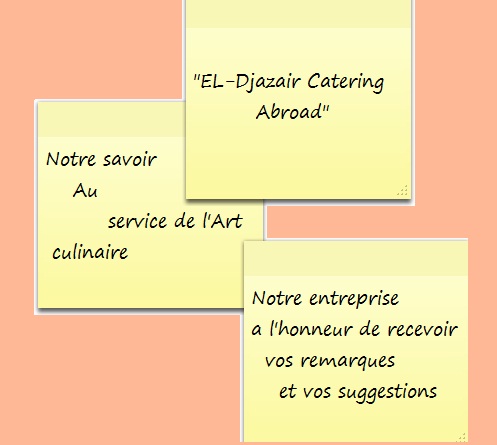 "EL-Djazair Catering
Abroad"
Notre savoir
Au
service de l'Art
culinaire
Notre entreprise
a l'honneur de recevoir
vos remarques
et vos suggestions